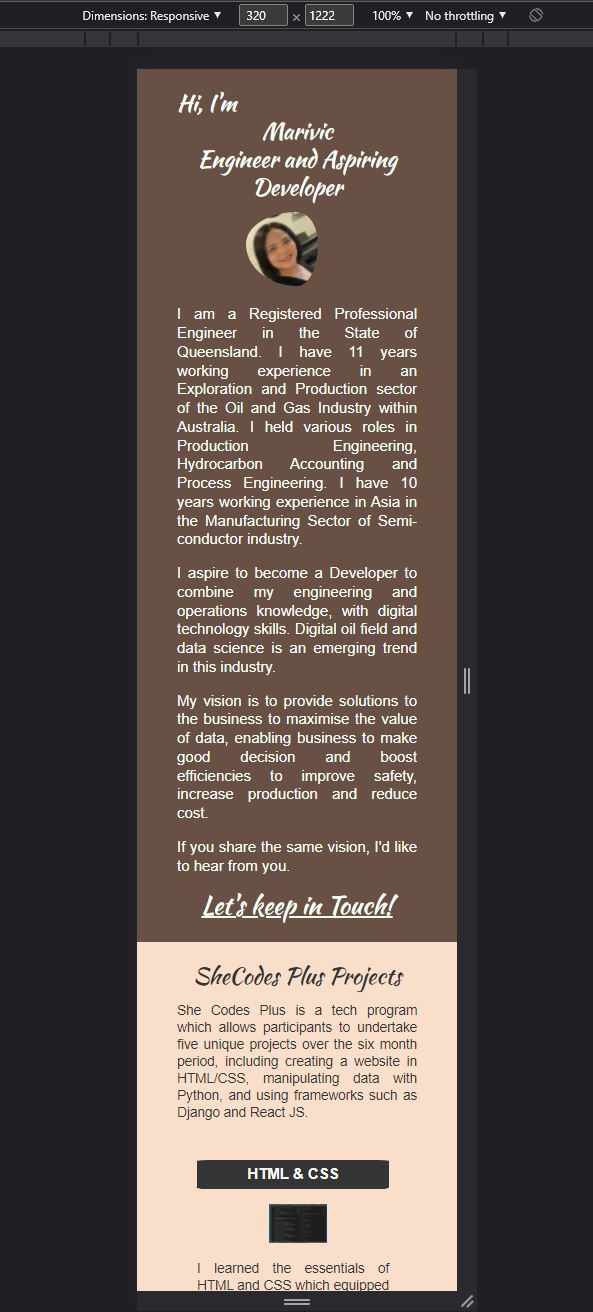 Dimensions: Responsive ▼ 320 × 1222 100% ▼ No throttling ▼
Hi, I'm
Marivic
Engineer and Aspiring
Developer
I am a Registered Professional
Engineer in the State of
Queensland. I have 11 years
working experience in an
Exploration and Production sector
of the Oil and Gas Industry within
Australia. I held various roles in
Production Engineering,
Hydrocarbon Accounting and
Process Engineering. I have 10
years working experience in Asia in
the Manufacturing Sector of Semi-
conductor industry.
I aspire to become a Developer to
combine my engineering and
operations knowledge, with digital
technology skills. Digital oil field and
data science is an emerging trend
in this industry.
My vision is to provide solutions to
the business to maximise the value
of data, enabling business to make
good decision and boost
efficiencies to improve safety,
increase production and reduce
cost.
If you share the same vision, I'd like
to hear from you.
Let's keep in Touch!
SheCodes Plus Projects
She Codes Plus is a tech program
which allows participants to undertake
five unique projects over the six month
period, including creating a website in
HTML/CSS, manipulating data with
Python, and using frameworks such as
Django and React JS.
HTML & CSS
I learned the essentials of
HTML and CSS which equipped